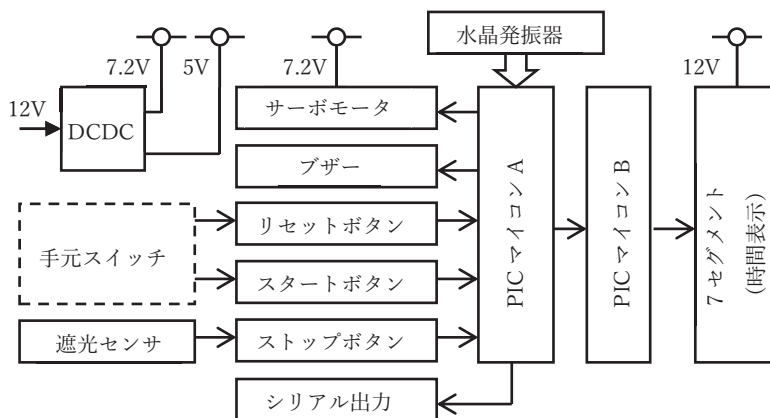 水晶発振器
7.2V
5V
7.2V
12V
12V
DCDC
サーボモータ
ブザー
手元スイッチ
リセットボタン
スタートボタン
遮光センサ
ストップボタン
シリアル出力
PICマイコンA
PICマイコンB
7セグメント
(時間表示)